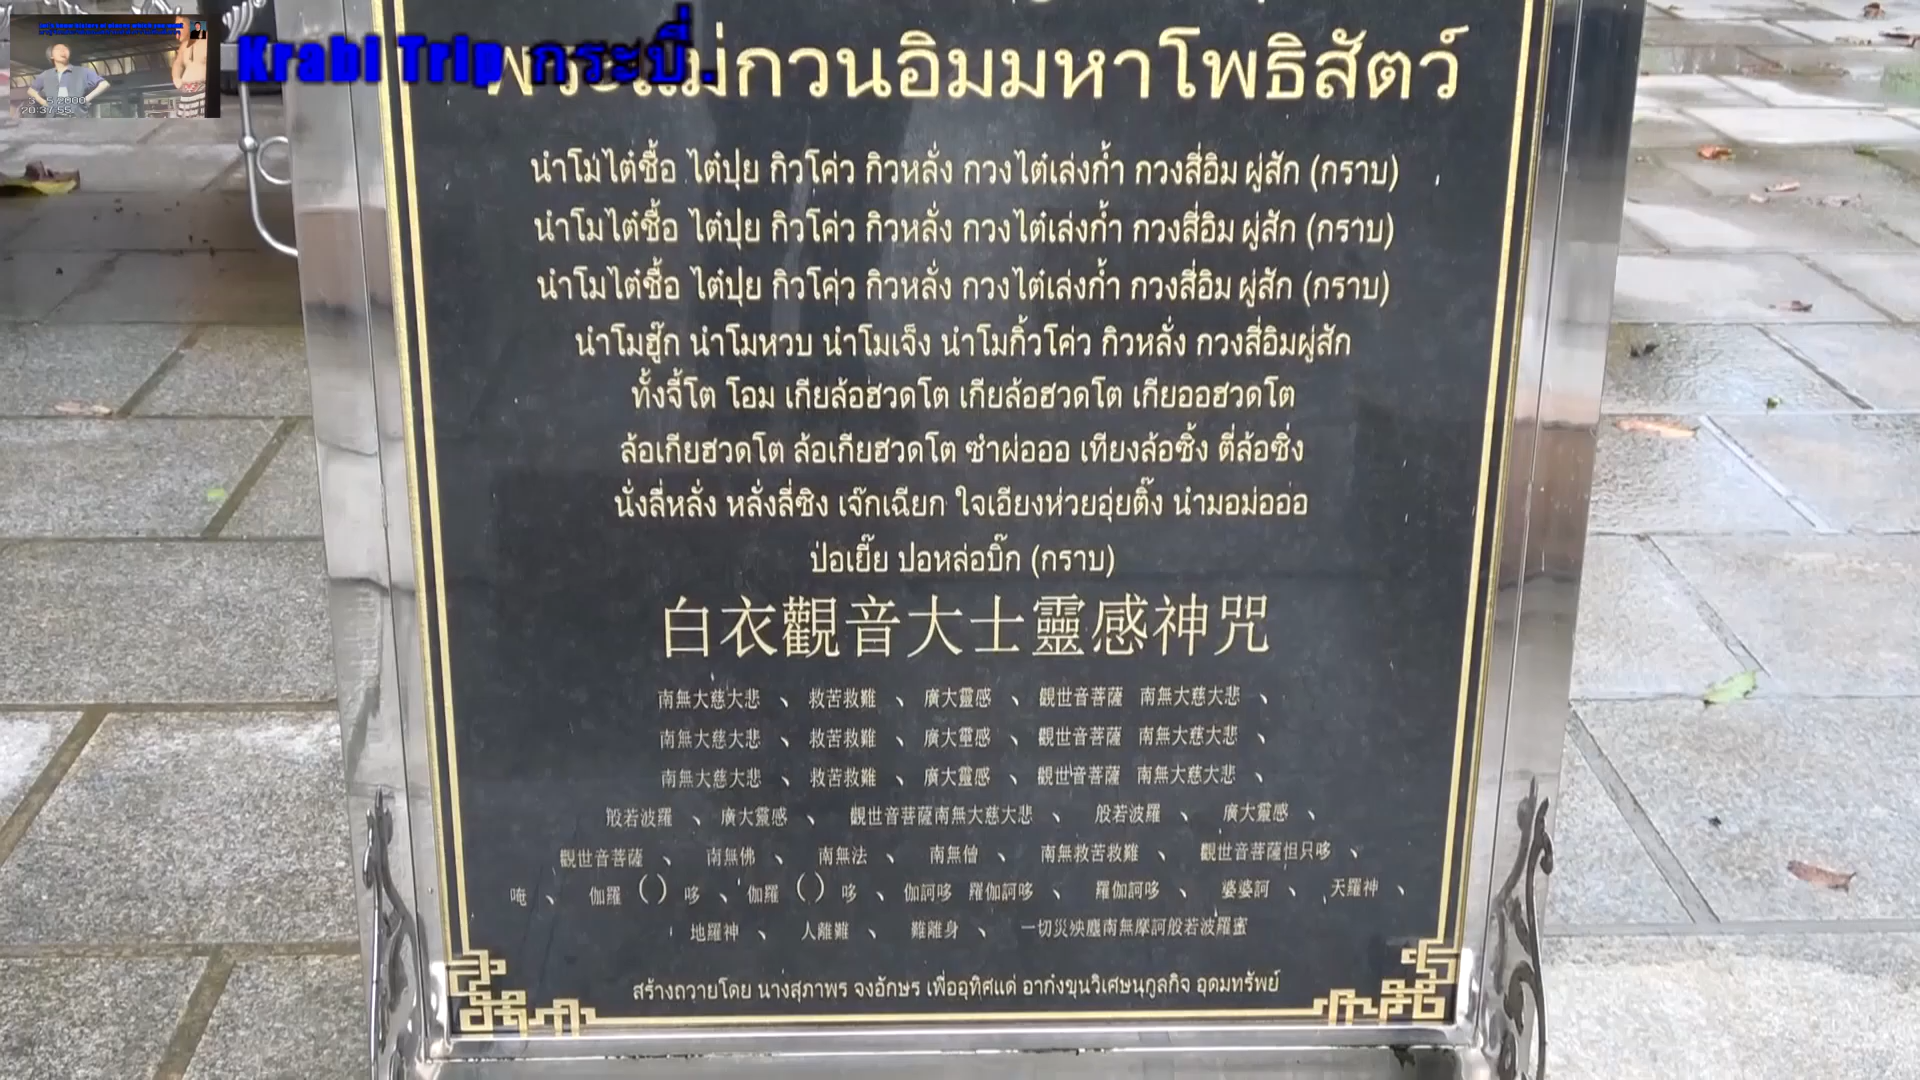 Krabi Trip กระบี่.
5 2000
20:37:55
พระแม่กวนอิมมหาโพธิสัตว์
นำโมไต๋ชื้อ ไต๋ปุย กิวโค่ว กิวหลั่ง กวงไต๋เล่งก้ำ กวงสี่อิม ผู่สัก (กราบ)
นำโมไต๋ชื้อ ไต๋ปุย กิวโค่ว กิวหลั่ง กวงไต๋เล่งก้ำ กวงสี่อิม ผู่สัก (กราบ)
นำโมไต๋ชื้อ ไต๋ปุย กิวโค่ว กิวหลั่ง กวงไต๋เล่งก้ำ กวงสี่อิม ผู่สัก (กราบ)
นำโมฮู๊ก นำโมหวบ นำโมเจ็ง นำโมกิ้วโค่ว กิวหลั่ง กวงสี่อิมผู่สัก
ทั้งจี้โต โอม เกียล้อฮวดโต เกียล้อฮวดโต เกียออฮวดโต
ล้อเกียฮวดโต ล้อเกียฮวดโต ซำผ่อออ เทียงล้อซิ้ง ตี่ล้อซิ่ง
นั่งลี่หลั่ง หลั่งลี่ซิง เจ๊กเฉียก ใจเอียงห่วยอุ่ยติ๊ง นำมอม่อออ
ป่อเยี๊ย ปอหล่อบิ๊ก (กราบ)
白衣觀音大士靈感神咒
南無大慈大悲 、 救苦救難 、 廣大靈感 、 觀世音菩薩 南無大慈大悲 、
南無大慈大悲 、 救苦救難 、 廣大靈感 、 觀世音菩薩 南無大慈大悲 、
南無大慈大悲 、 救苦救難 、 廣大靈感 、 觀世音菩薩 南無大慈大悲 、
般若波羅 、 廣大靈感 、 觀世音菩薩南無大慈大悲 、 般若波羅 、 廣大靈感 、
觀世音菩薩 、 南無佛 、 南無法 、 南無僧 、 南無救苦救難 、 觀世音菩薩怛只哆 、
唵 、 伽羅 ( ) 哆 、 伽羅 ( ) 哆 、 伽訶哆 羅伽訶哆 、 羅伽訶哆 、 婆婆訶 、 天羅神 、
地羅神 、 人離難 、 難離身 、 一切災殃塵南無摩訶般若波羅蜜
สร้างถวายโดย นางสุภาพร จงอักษร เพื่ออุทิศแด่ อาก๋งขุนวิเศษนุกูลกิจ อุดมทรัพย์